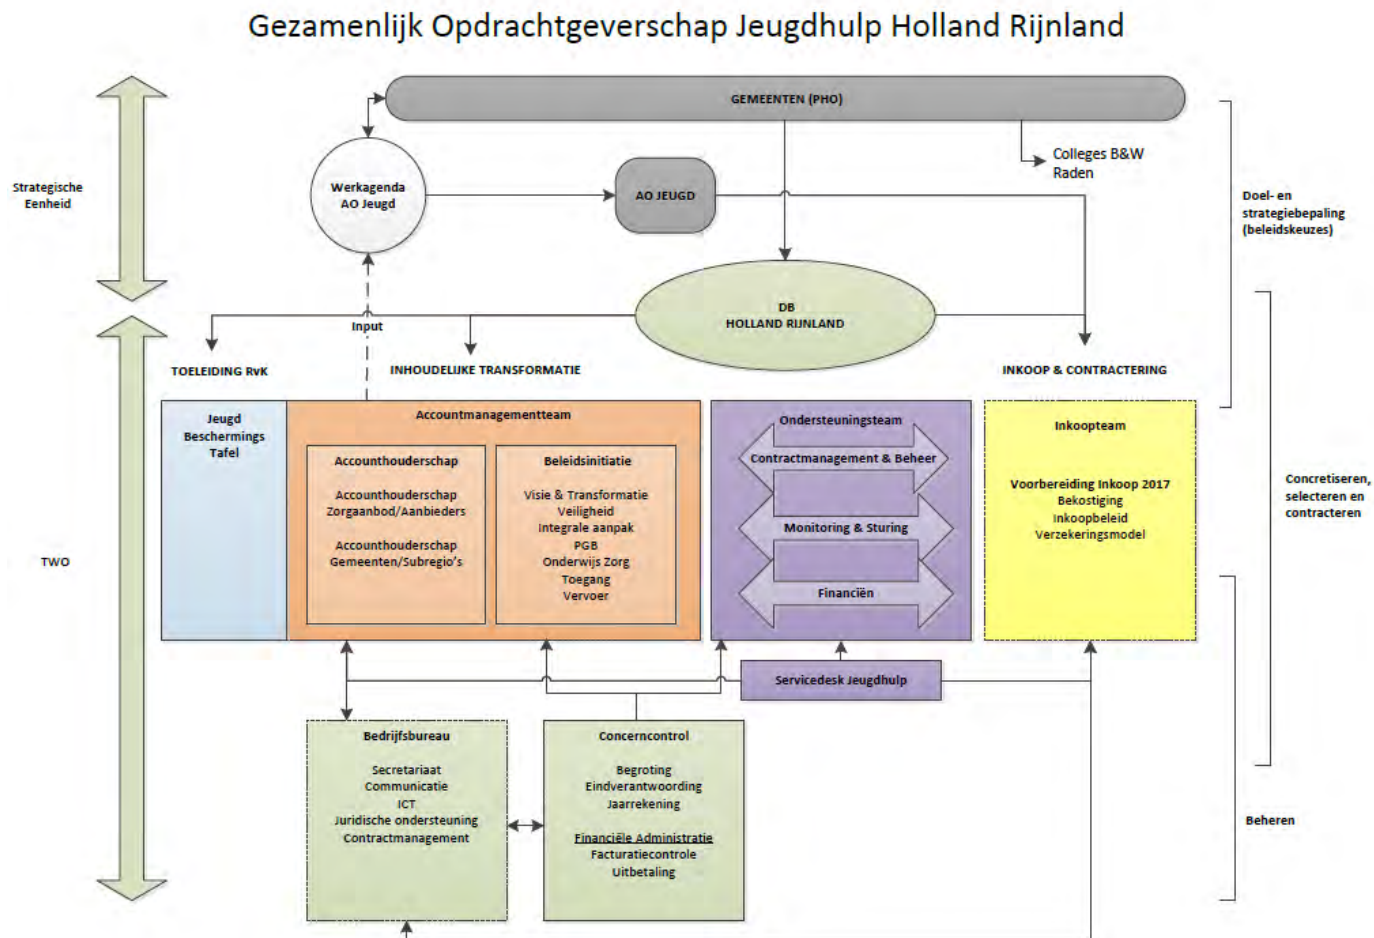 Gezamenlijk Opdrachtgeverschap Jeugdhulp Holland Rijnland
GEMEENTEN (PHO)
Colleges B&W
Raden
Werkagenda
AO Jeugd
AO JEUGD
Strategische
Eenheid
Doel- en
strategiebepaling
(beleidskeuzes)
DB
HOLLAND RIJNLAND
Input
TOELEIDING RvK
INHOUDELIJKE TRANSFORMATIE
INKOOP & CONTRACTERING
Jeugd
Beschermings
Tafel
Accountmanagementteam
Accounthouderschap
Accounthouderschap
Zorgaanbod/Aanbieders
Accounthouderschap
Gemeenten/Subregio's
Beleidsinitiatie
Visie & Transformatie
Veiligheid
Integrale aanpak
PGB
Onderwijs Zorg
Toegang
Vervoer
Ondersteuningsteam
Contractmanagement & Beheer
Monitoring & Sturing
Financiën
Inkoopteam
Voorbereiding Inkoop 2017
Bekostiging
Inkoopbeleid
Verzekeringsmodel
Concretiseren,
selecteren en
contracteren
TWO
Servicedesk Jeugdhulp
Bedrijfsbureau
Secretariaat
Communicatie
ICT
Juridische ondersteuning
Contractmanagement
Concerncontrol
Begroting
Eindverantwoording
Jaarrekening
Financiële Administratie
Facturatiecontrole
Uitbetaling
Beheren